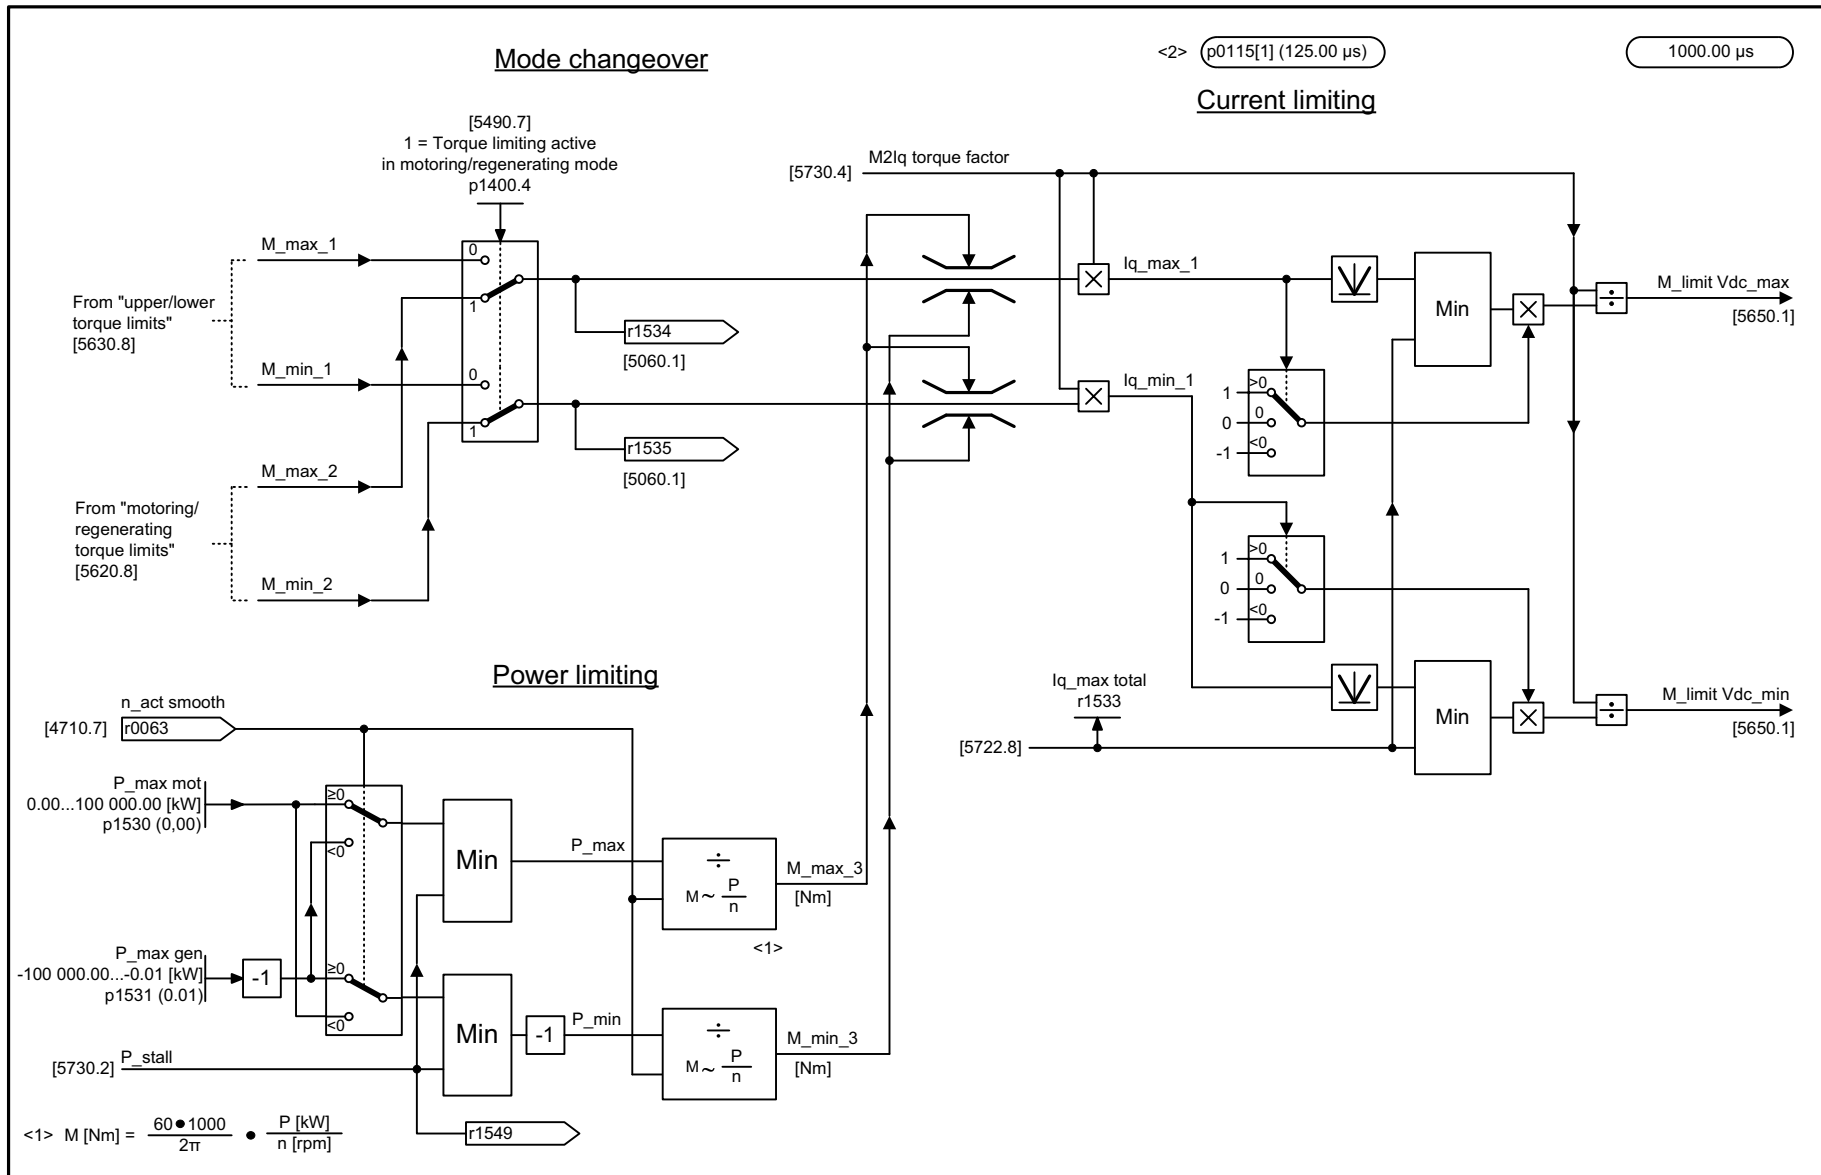 Mode changeover
<2> p0115[1] (125.00 µs)
1000.00 µs
Current limiting
[5490.7]
1 = Torque limiting active
in motoring/regenerating mode
p1400.4
[5730.4]
M2Iq torque factor
M_max_1
0
1
From "upper/lower
torque limits"
[5630.8]
M_min_1
0
1
r1534
[5060.1]
r1535
[5060.1]
M_max_2
From "motoring/
regenerating
torque limits"
[5620.8]
M_min_2
Iq_max_1
Min
M_limit Vdc_max
[5650.1]
Iq_min_1
1 >0
0 0
-1 <0
1 >0
0 0
-1 <0
Iq_max total
r1533
[5722.8]
Min
M_limit Vdc_min
[5650.1]
Power limiting
n_act smooth
[4710.7] r0063
P_max mot
0.00...100 000.00 [kW]
p1530 (0,00)
≥0
<0
Min
P_max
÷
M ~ P
n
M_max_3
[Nm]
<1>
P_max gen
-100 000.00...-0.01 [kW]
p1531 (0.01)
-1
≥0
<0
Min
-1
P_min
÷
M ~ P
n
M_min_3
[Nm]
[5730.2]
P_stall
r1549
<1> M [Nm] = 60●1000 ● P [kW]
2π n [rpm]